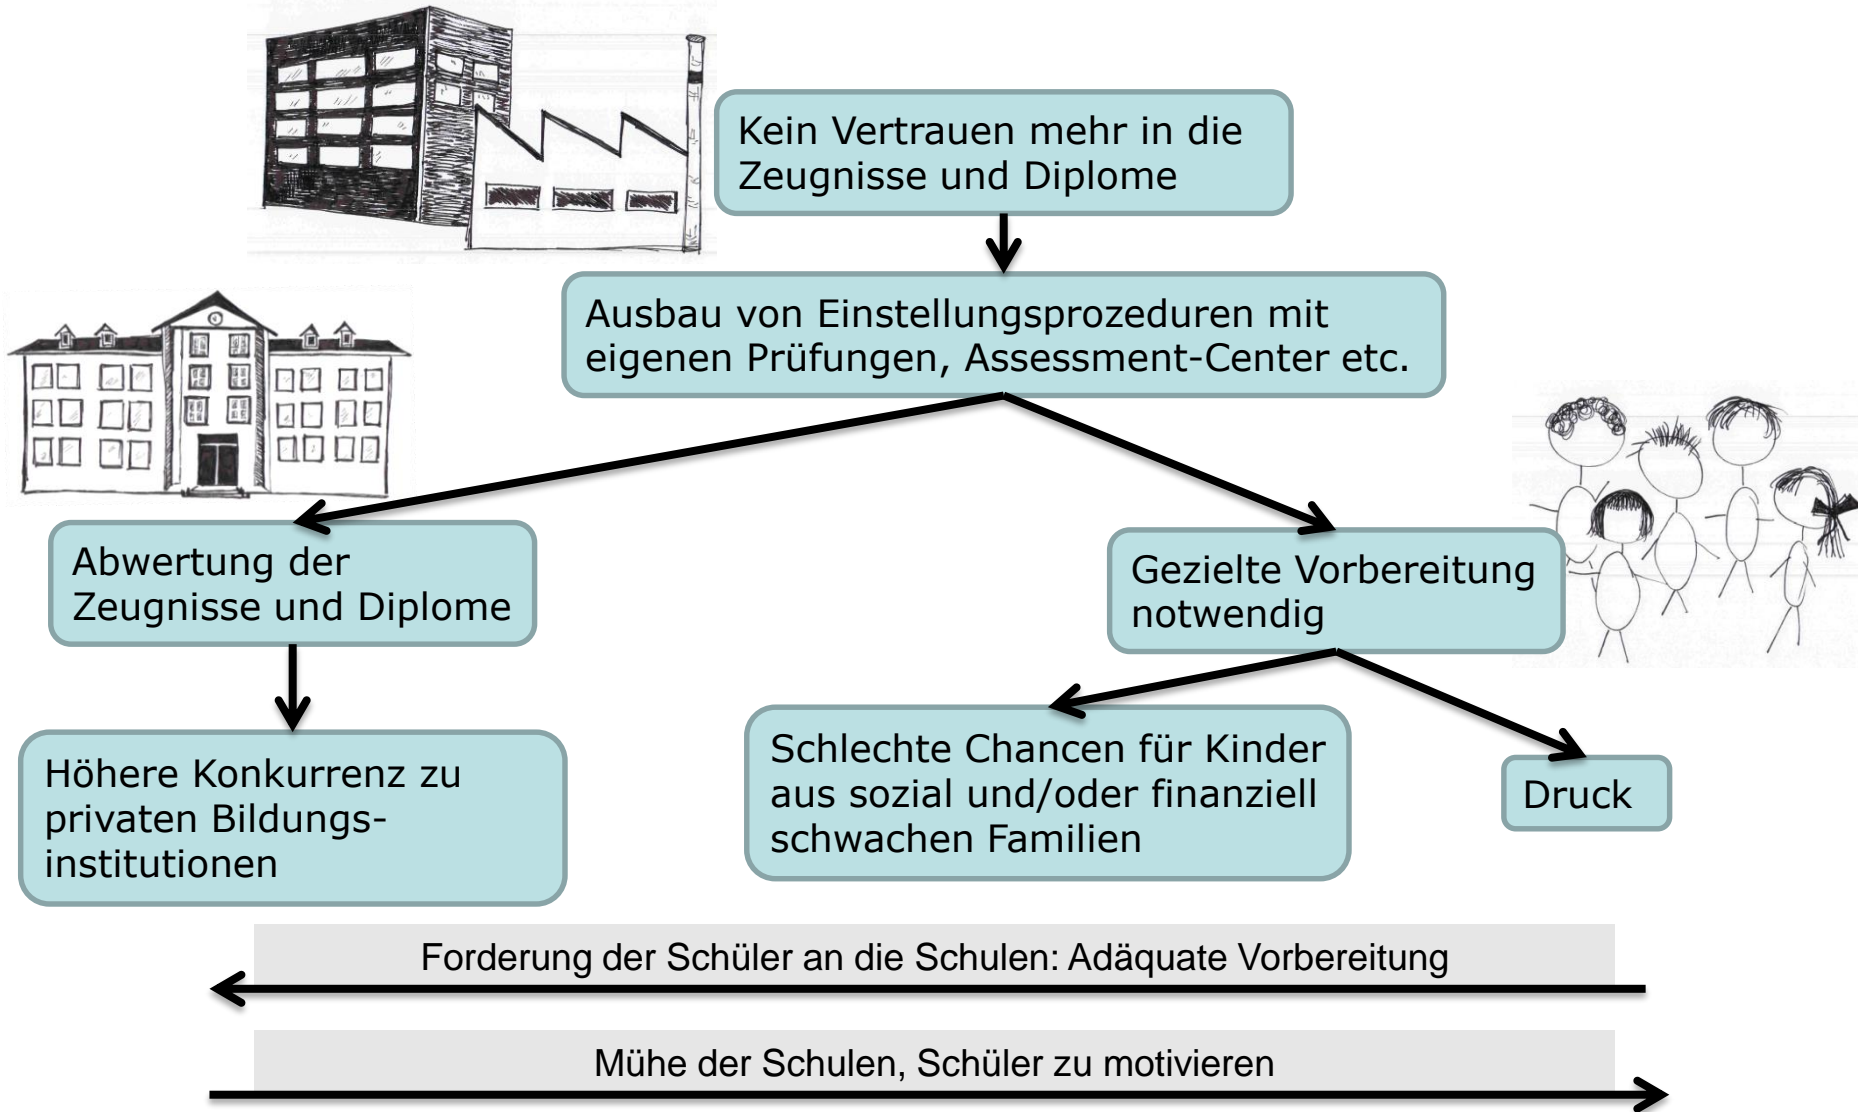 Kein Vertrauen mehr in die
Zeugnisse und Diplome
Ausbau von Einstellungsprozeduren mit
eigenen Prüfungen, Assessment-Center etc.
Abwertung der
Zeugnisse und Diplome
Gezielte Vorbereitung
notwendig
Höhere Konkurrenz zu
privaten Bildungs-
institutionen
Schlechte Chancen für Kinder
aus sozial und/oder finanziell
schwachen Familien
Druck
Forderung der Schüler an die Schulen: Adäquate Vorbereitung
Mühe der Schulen, Schüler zu motivieren